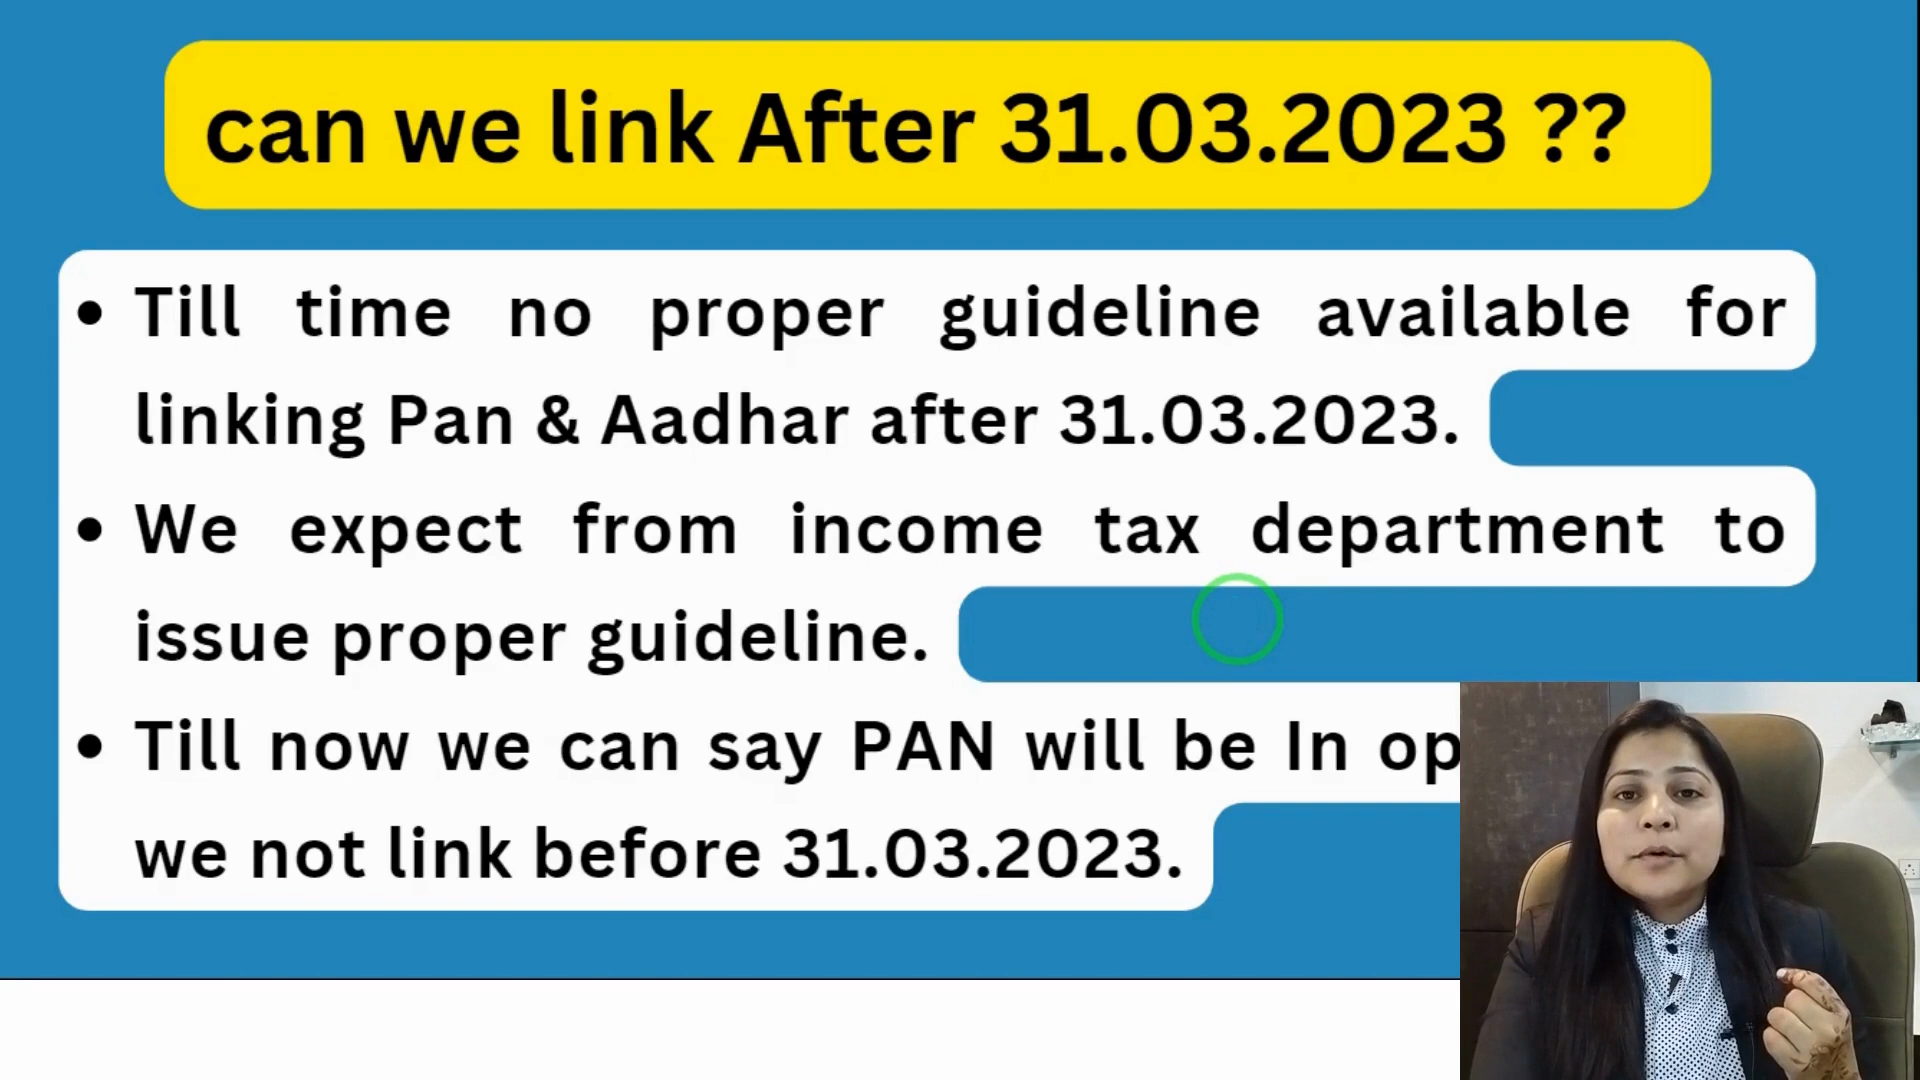 can we link After 31.03.2023 ??
• Till time no proper guideline available for
linking Pan & Aadhar after 31.03.2023.
• We expect from income tax department to
issue proper guideline.
• Till now we can say PAN will be In op
we not link before 31.03.2023.